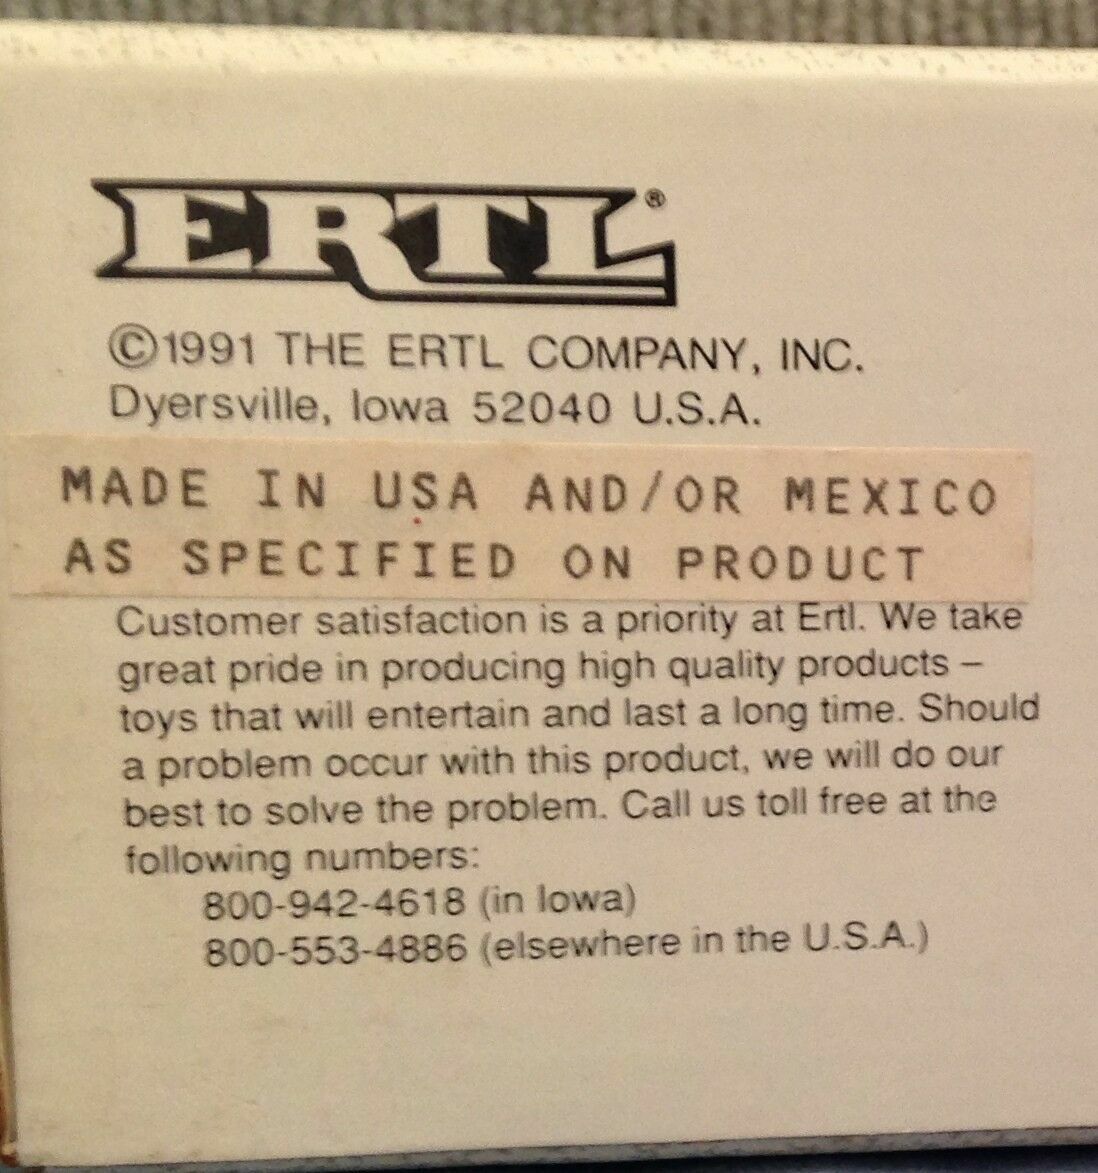 ERTL®
©1991 THE ERTL COMPANY, INC.
Dyersville, Iowa 52040 U.S.A.
MADE IN USA AND/OR MEXICO
AS SPECIFIED ON PRODUCT
Customer satisfaction is a priority at Ertl. We take
great pride in producing high quality products –
toys that will entertain and last a long time. Should
a problem occur with this product, we will do our
best to solve the problem. Call us toll free at the
following numbers:
800-942-4618 (in Iowa)
800-553-4886 (elsewhere in the U.S.A.)